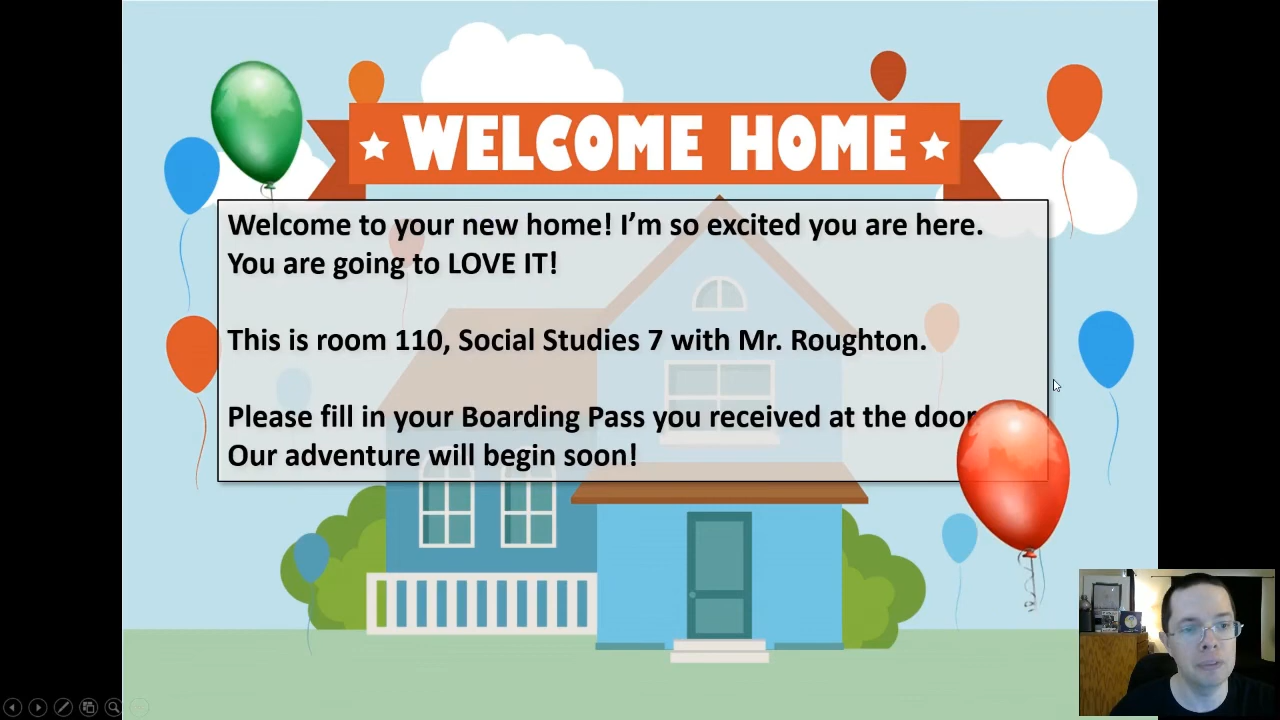 WELCOME HOME
Welcome to your new home! I'm so excited you are here.
You are going to LOVE IT!
This is room 110, Social Studies 7 with Mr. Roughton.
Please fill in your Boarding Pass you received at the door
Our adventure will begin soon!